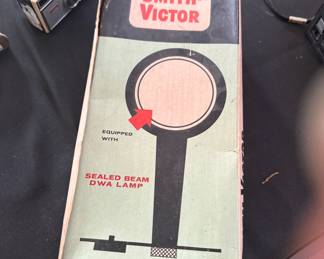 SMITH
VICTOR
EQUIPPED
WITH
SEALED BEAM
DWA LAMP